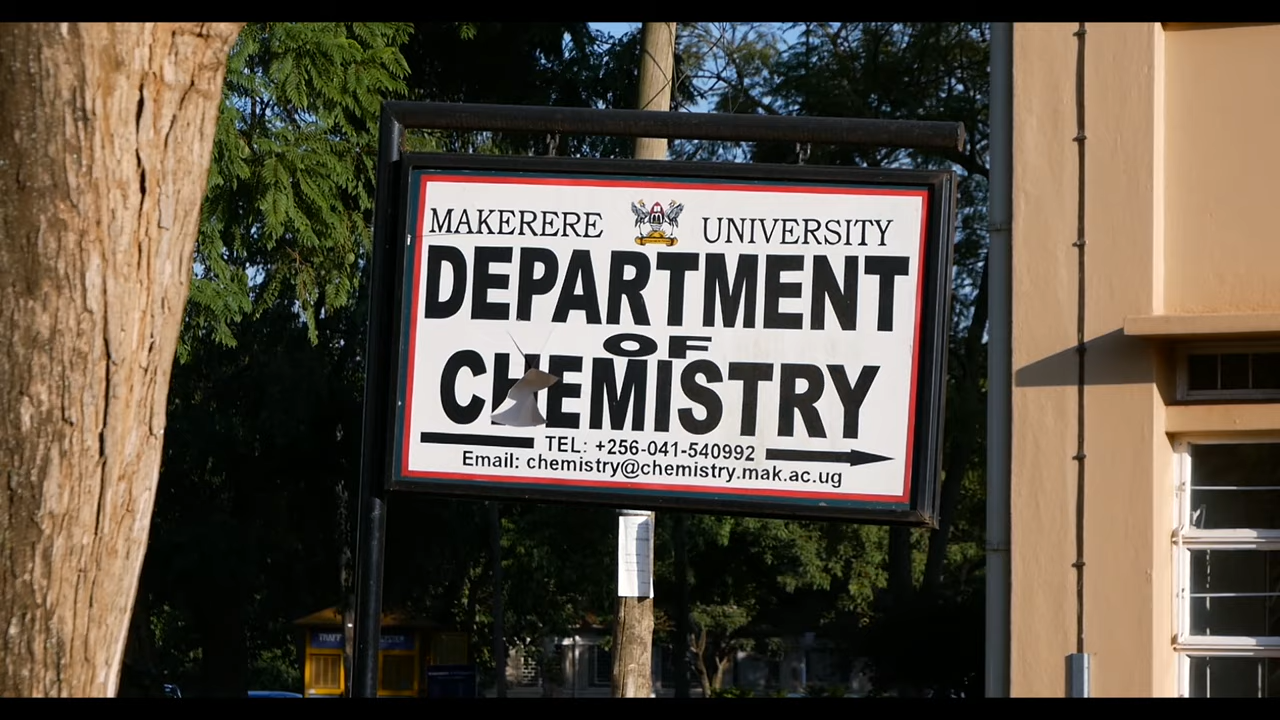 MAKERERE UNIVERSITY
DEPARTMENT
OF
CHEMISTRY
TEL: +256-041-540992
Email: chemistry@chemistry.mak.ac.ug